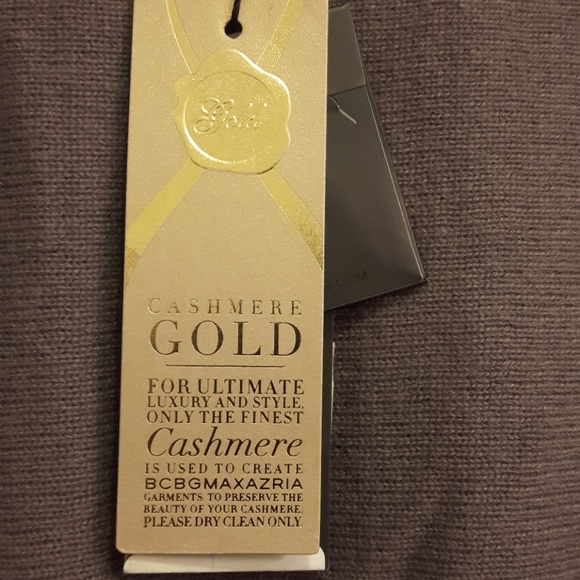 Gold
CASHMERE
GOLD
FOR ULTIMATE
LUXURY AND STYLE,
ONLY THE FINEST
Cashmere
IS USED TO CREATE
BCBGMAXAZRIA
GARMENTS. TO PRESERVE THE
BEAUTY OF YOUR CASHMERE,
PLEASE DRY CLEAN ONLY.
.COM